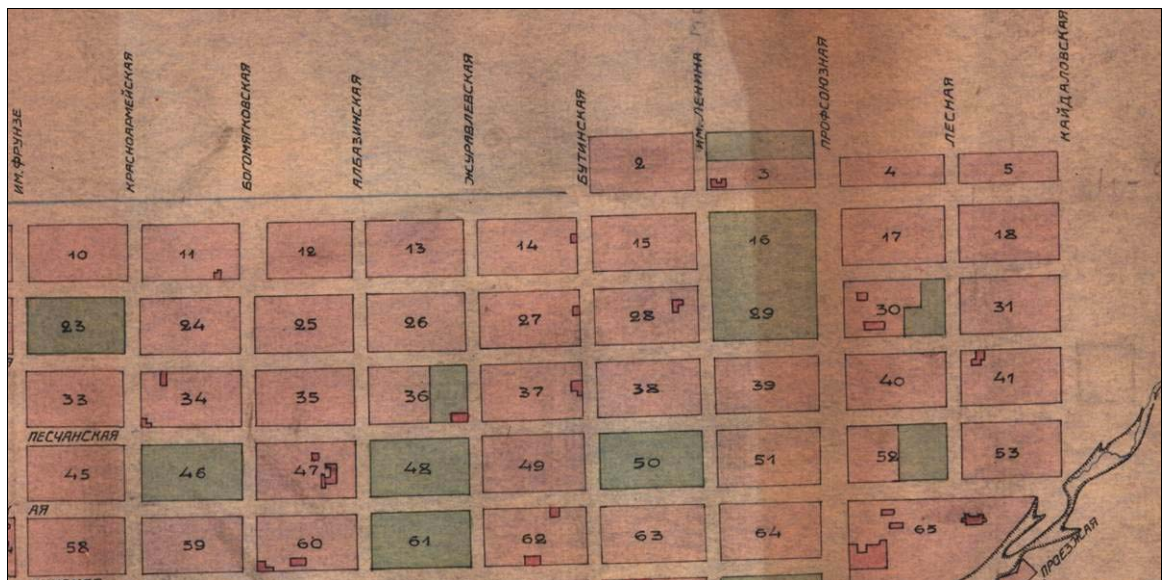 ИМ. ФРУНЗЕ
КРАСНОАРМЕЙСКАЯ
БОГОМЯГКОВСКАЯ
АЛБАЗИНСКАЯ
ЖУРАВЛЕВСКАЯ
БУТИНСКАЯ
ИМ. ЛЕНИНА
ПРОФСОЮЗНАЯ
ЛЕСНАЯ
КАЙДАЛОВСКАЯ
2 3 4 5
10 11 12 13 14 15 16 17 18
23 24 25 26 27 28 29 30 31
33 34 35 36 37 38 39 40 41
ПЕСЧАНСКАЯ
45 46 47 48 49 50 51 52 53
АЯ
58 59 60 61 62 63 64 65
ПРОЕЗЖАЯ